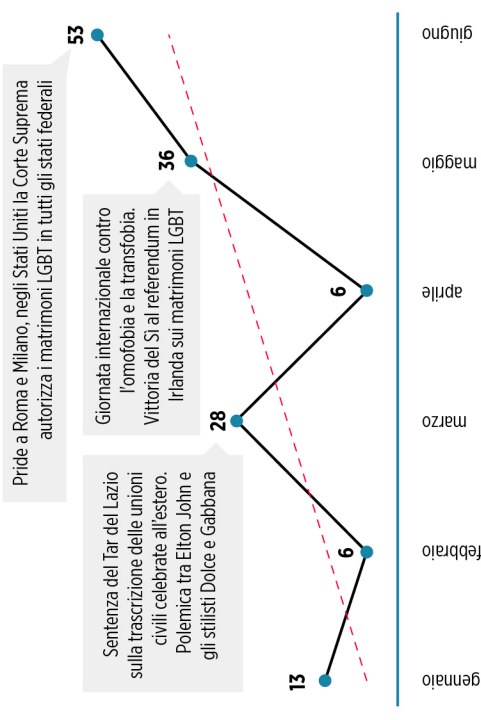 Pride a Roma e Milano, negli Stati Uniti la Corte Suprema
autorizza i matrimoni LGBT in tutti gli stati federali
Giornata internazionale contro
l'omofobia e la transfobia.
Vittoria del Sì al referendum in
Irlanda sui matrimoni LGBT
Sentenza del Tar del Lazio
sulla trascrizione delle unioni
civili celebrate all'estero.
Polemica tra Elton John e
gli stilisti Dolce e Gabbana
13
6
28
6
36
53
gennaio
febbraio
marzo
aprile
maggio
giugno